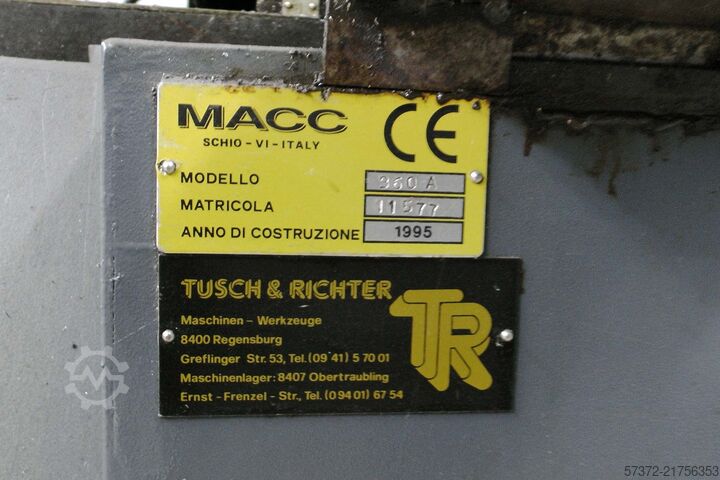 MACC
CE
SCHIO - VI - ITALY
MODELLO 360 A
MATRICOLA 11577
ANNO DI COSTRUZIONE 1995
TUSCH & RICHTER
TR
Maschinen - Werkzeuge
8400 Regensburg
Greflinger Str. 53, Tel. (09 41) 5 70 01
Maschinenlager: 8407 Obertraubling
Ernst - Frenzel - Str., Tel. (0 94 01) 67 54
57372-21756353